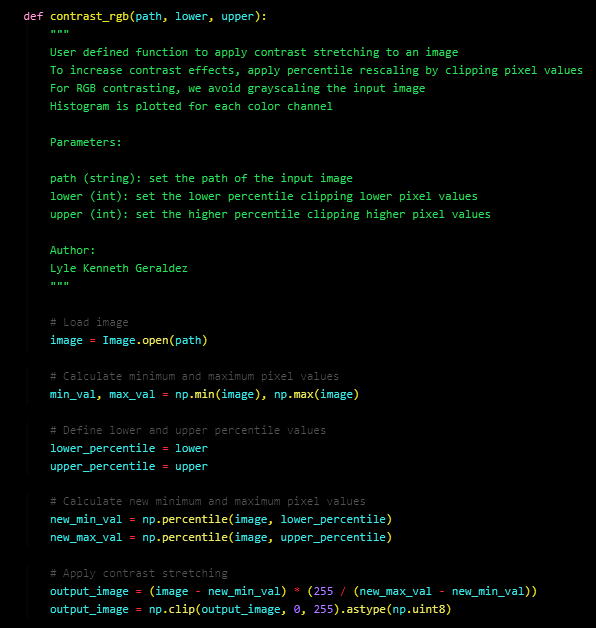 def contrast_rgb(path, lower, upper):
    """
    User defined function to apply contrast stretching to an image
    To increase contrast effects, apply percentile rescaling by clipping pixel values
    For RGB contrasting, we avoid grayscaling the input image
    Histogram is plotted for each color channel

    Parameters:

    path (string): set the path of the input image
    lower (int): set the lower percentile clipping lower pixel values
    upper (int): set the higher percentile clipping higher pixel values

    Author:
    Lyle Kenneth Geraldez
    """

    # Load image
    image = Image.open(path)

    # Calculate minimum and maximum pixel values
    min_val, max_val = np.min(image), np.max(image)

    # Define lower and upper percentile values
    lower_percentile = lower
    upper_percentile = upper

    # Calculate new minimum and maximum pixel values
    new_min_val = np.percentile(image, lower_percentile)
    new_max_val = np.percentile(image, upper_percentile)

    # Apply contrast stretching
    output_image = (image - new_min_val) * (255 / (new_max_val - new_min_val))
    output_image = np.clip(output_image, 0, 255).astype(np.uint8)